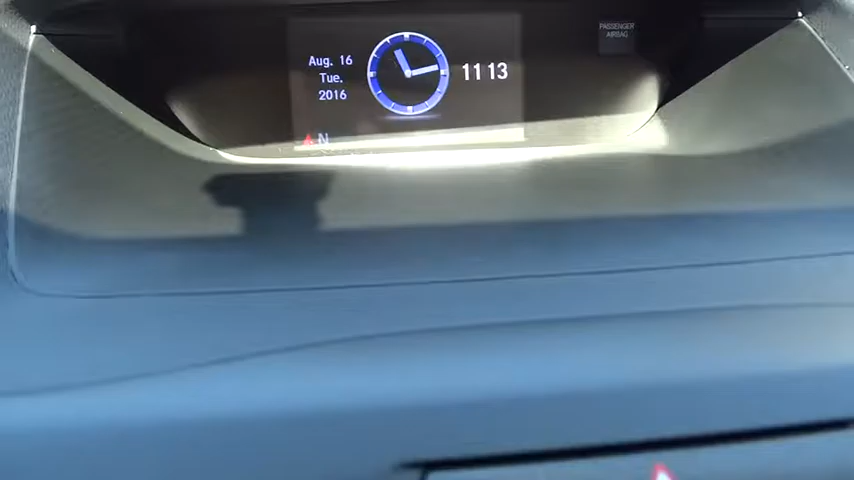 Aug. 16
Tue.
2016
11 13
N
PASSENGER
AIRBAG